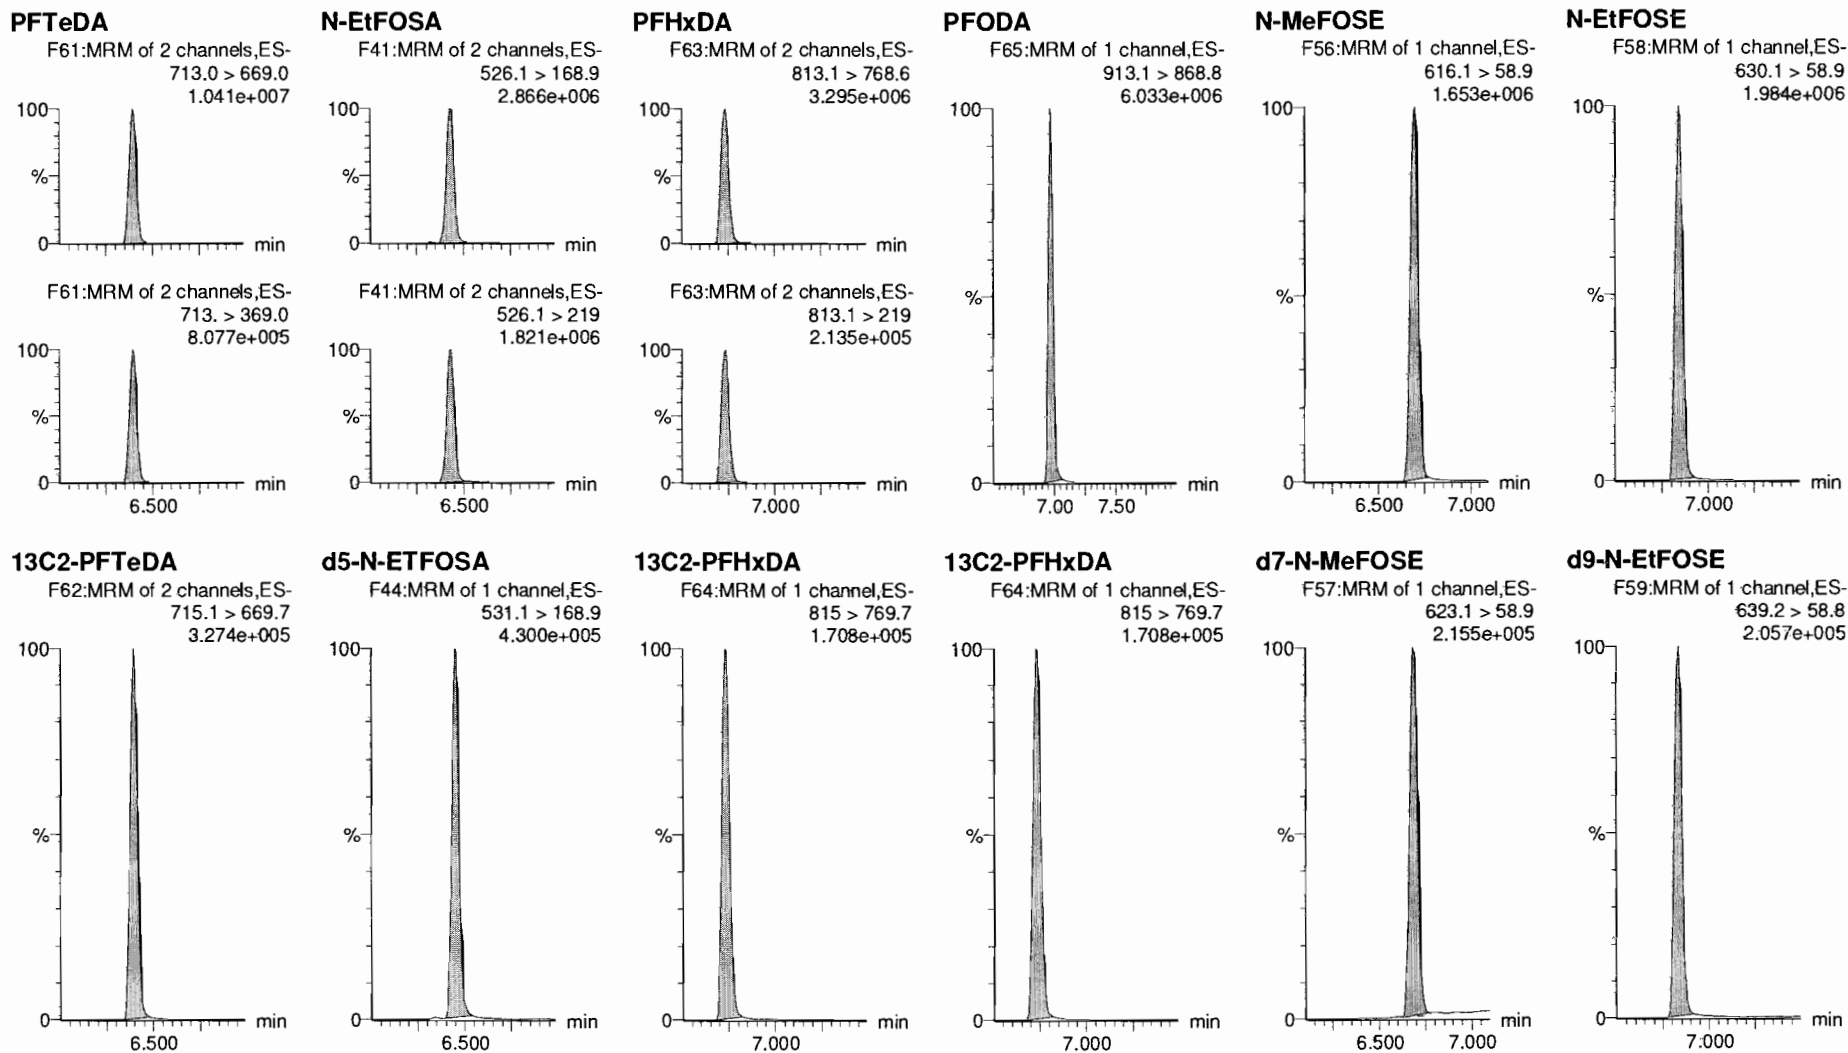 PFTeDA
F61:MRM of 2 channels,ES-
713.0 > 669.0
1.041e+007
100
%
0
min
N-EtFOSA
F41:MRM of 2 channels,ES-
526.1 > 168.9
2.866e+006
100
%
0
min
PFHxDA
F63:MRM of 2 channels,ES-
813.1 > 768.6
3.295e+006
100
%
0
min
PFODA
F65:MRM of 1 channel,ES-
913.1 > 868.8
6.033e+006
100
%
0
min
7.00 7.50
N-MeFOSE
F56:MRM of 1 channel,ES-
616.1 > 58.9
1.653e+006
100
%
0
min
6.500 7.000
N-EtFOSE
F58:MRM of 1 channel,ES-
630.1 > 58.9
1.984e+006
100
%
0
min
7.000
F61:MRM of 2 channels,ES-
713. > 369.0
8.077e+005
100
%
0
min
6.500
F41:MRM of 2 channels,ES-
526.1 > 219
1.821e+006
100
%
0
min
6.500
F63:MRM of 2 channels,ES-
813.1 > 219
2.135e+005
100
%
0
min
7.000
13C2-PFTeDA
F62:MRM of 2 channels,ES-
715.1 > 669.7
3.274e+005
100
%
0
min
6.500
d5-N-ETFOSA
F44:MRM of 1 channel,ES-
531.1 > 168.9
4.300e+005
100
%
0
min
6.500
13C2-PFHxDA
F64:MRM of 1 channel,ES-
815 > 769.7
1.708e+005
100
%
0
min
7.000
13C2-PFHxDA
F64:MRM of 1 channel,ES-
815 > 769.7
1.708e+005
100
%
0
min
7.000
d7-N-MeFOSE
F57:MRM of 1 channel,ES-
623.1 > 58.9
2.155e+005
100
%
0
min
6.500 7.000
d9-N-EtFOSE
F59:MRM of 1 channel,ES-
639.2 > 58.8
2.057e+005
100
%
0
min
7:000